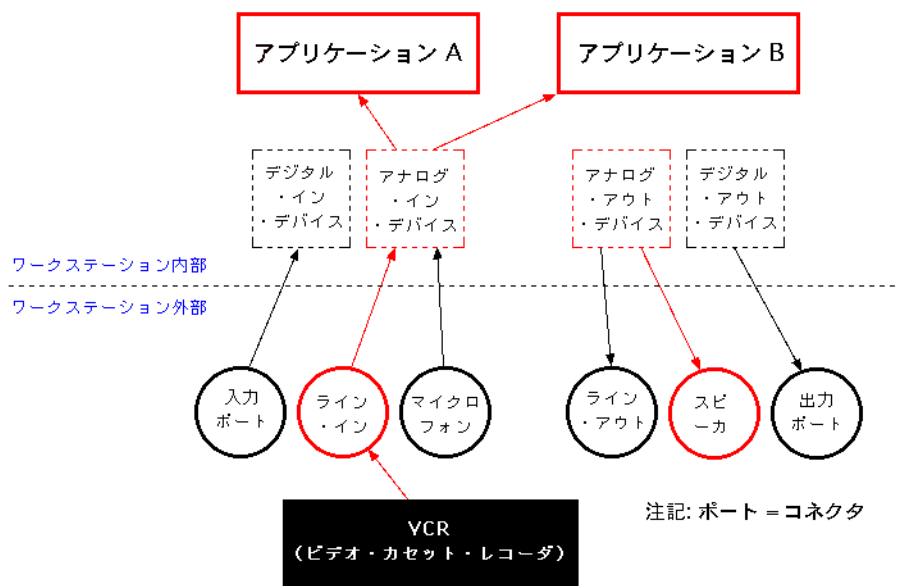 アプリケーション A
アプリケーション B
デジタル
・イン
・デバイス
アナログ
・イン
・デバイス
アナログ
・アウト
・デバイス
デジタル
・アウト
・デバイス
ワークステーション内部
ワークステーション外部
入力
ポート
ライン
・イン
マイクロ
フォン
ライン
・アウト
スピ
ーカ
出力
ポート
VCR
(ビデオ・カセット・レコーダ)
注記: ポート = コネクタ